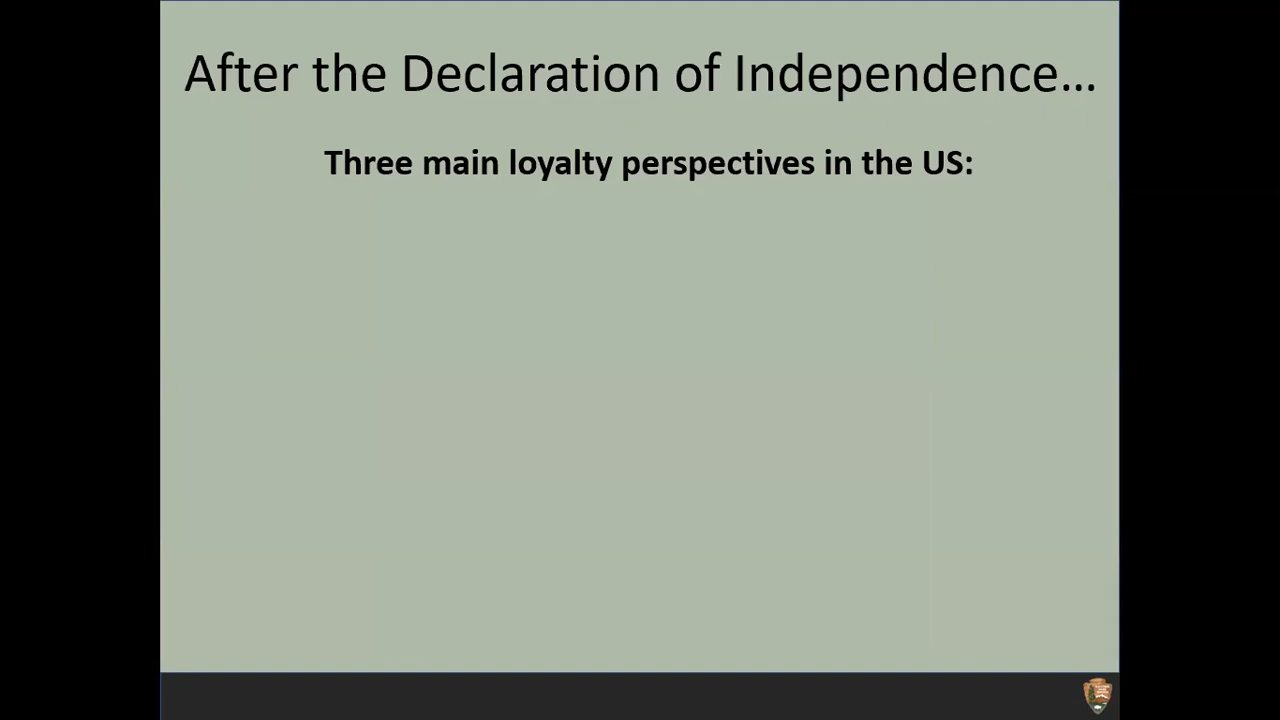 After the Declaration of Independence…
Three main loyalty perspectives in the US: